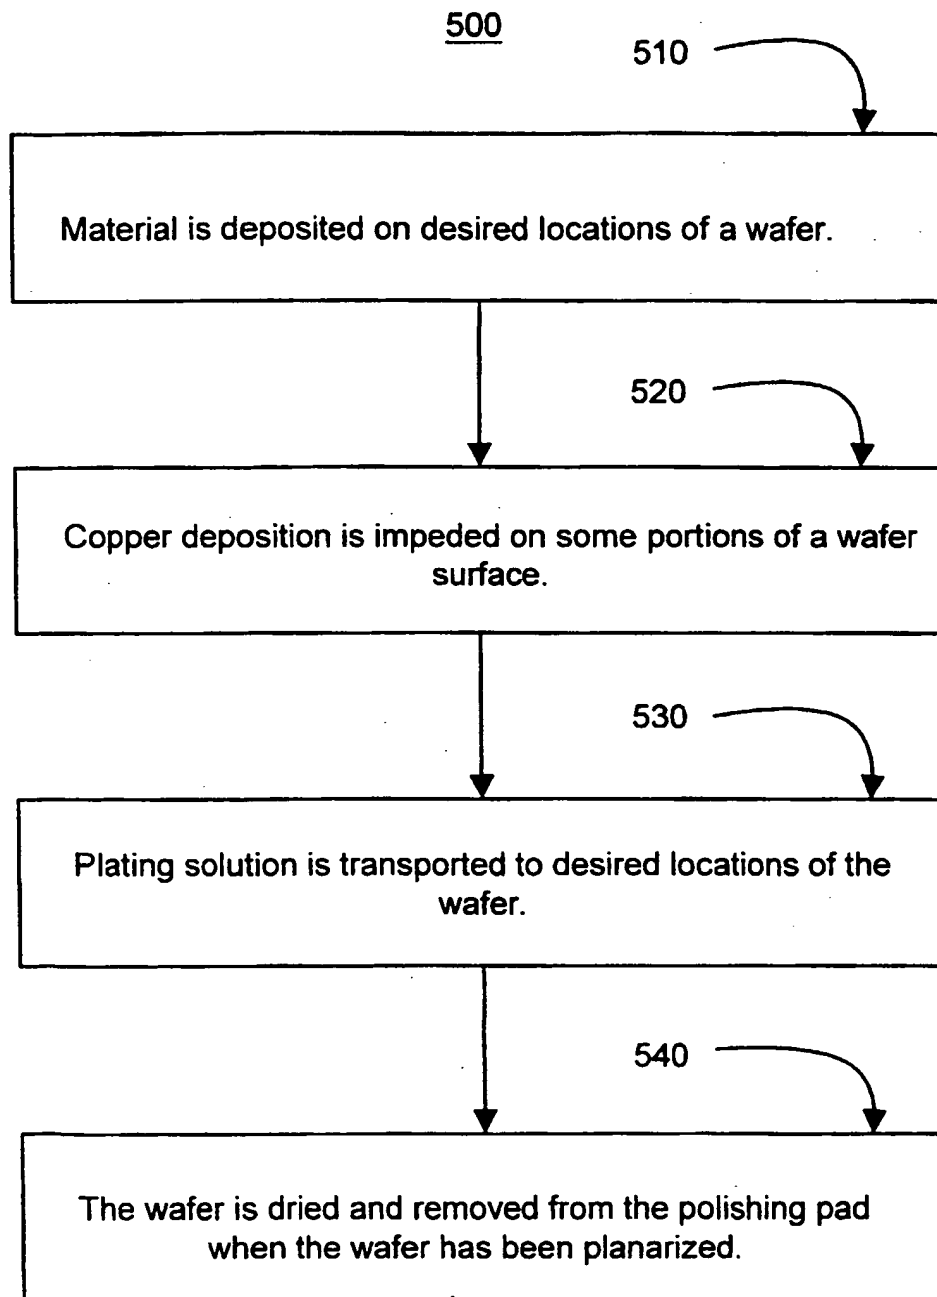 500
510
Material is deposited on desired locations of a wafer.
520
Copper deposition is impeded on some portions of a wafer
surface.
530
Plating solution is transported to desired locations of the
wafer.
540
The wafer is dried and removed from the polishing pad
when the wafer has been planarized.